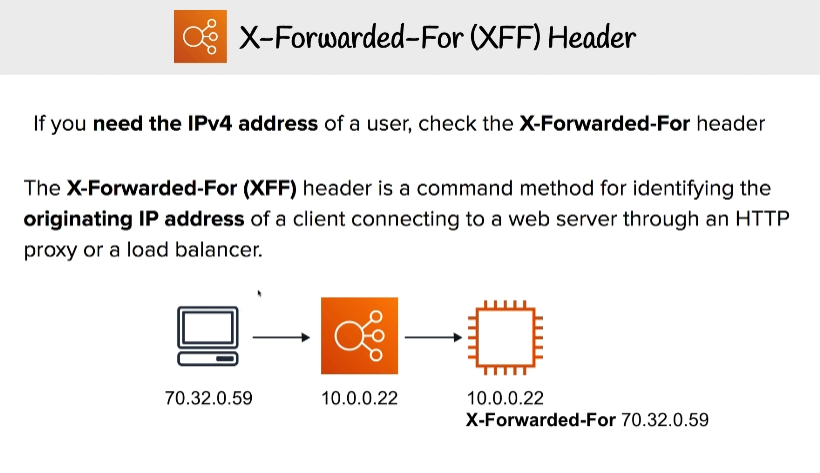 X-Forwarded-For (XFF) Header
If you need the IPv4 address of a user, check the X-Forwarded-For header
The X-Forwarded-For (XFF) header is a command method for identifying the
originating IP address of a client connecting to a web server through an HTTP
proxy or a load balancer.
70.32.0.59 10.0.0.22 10.0.0.22
X-Forwarded-For 70.32.0.59